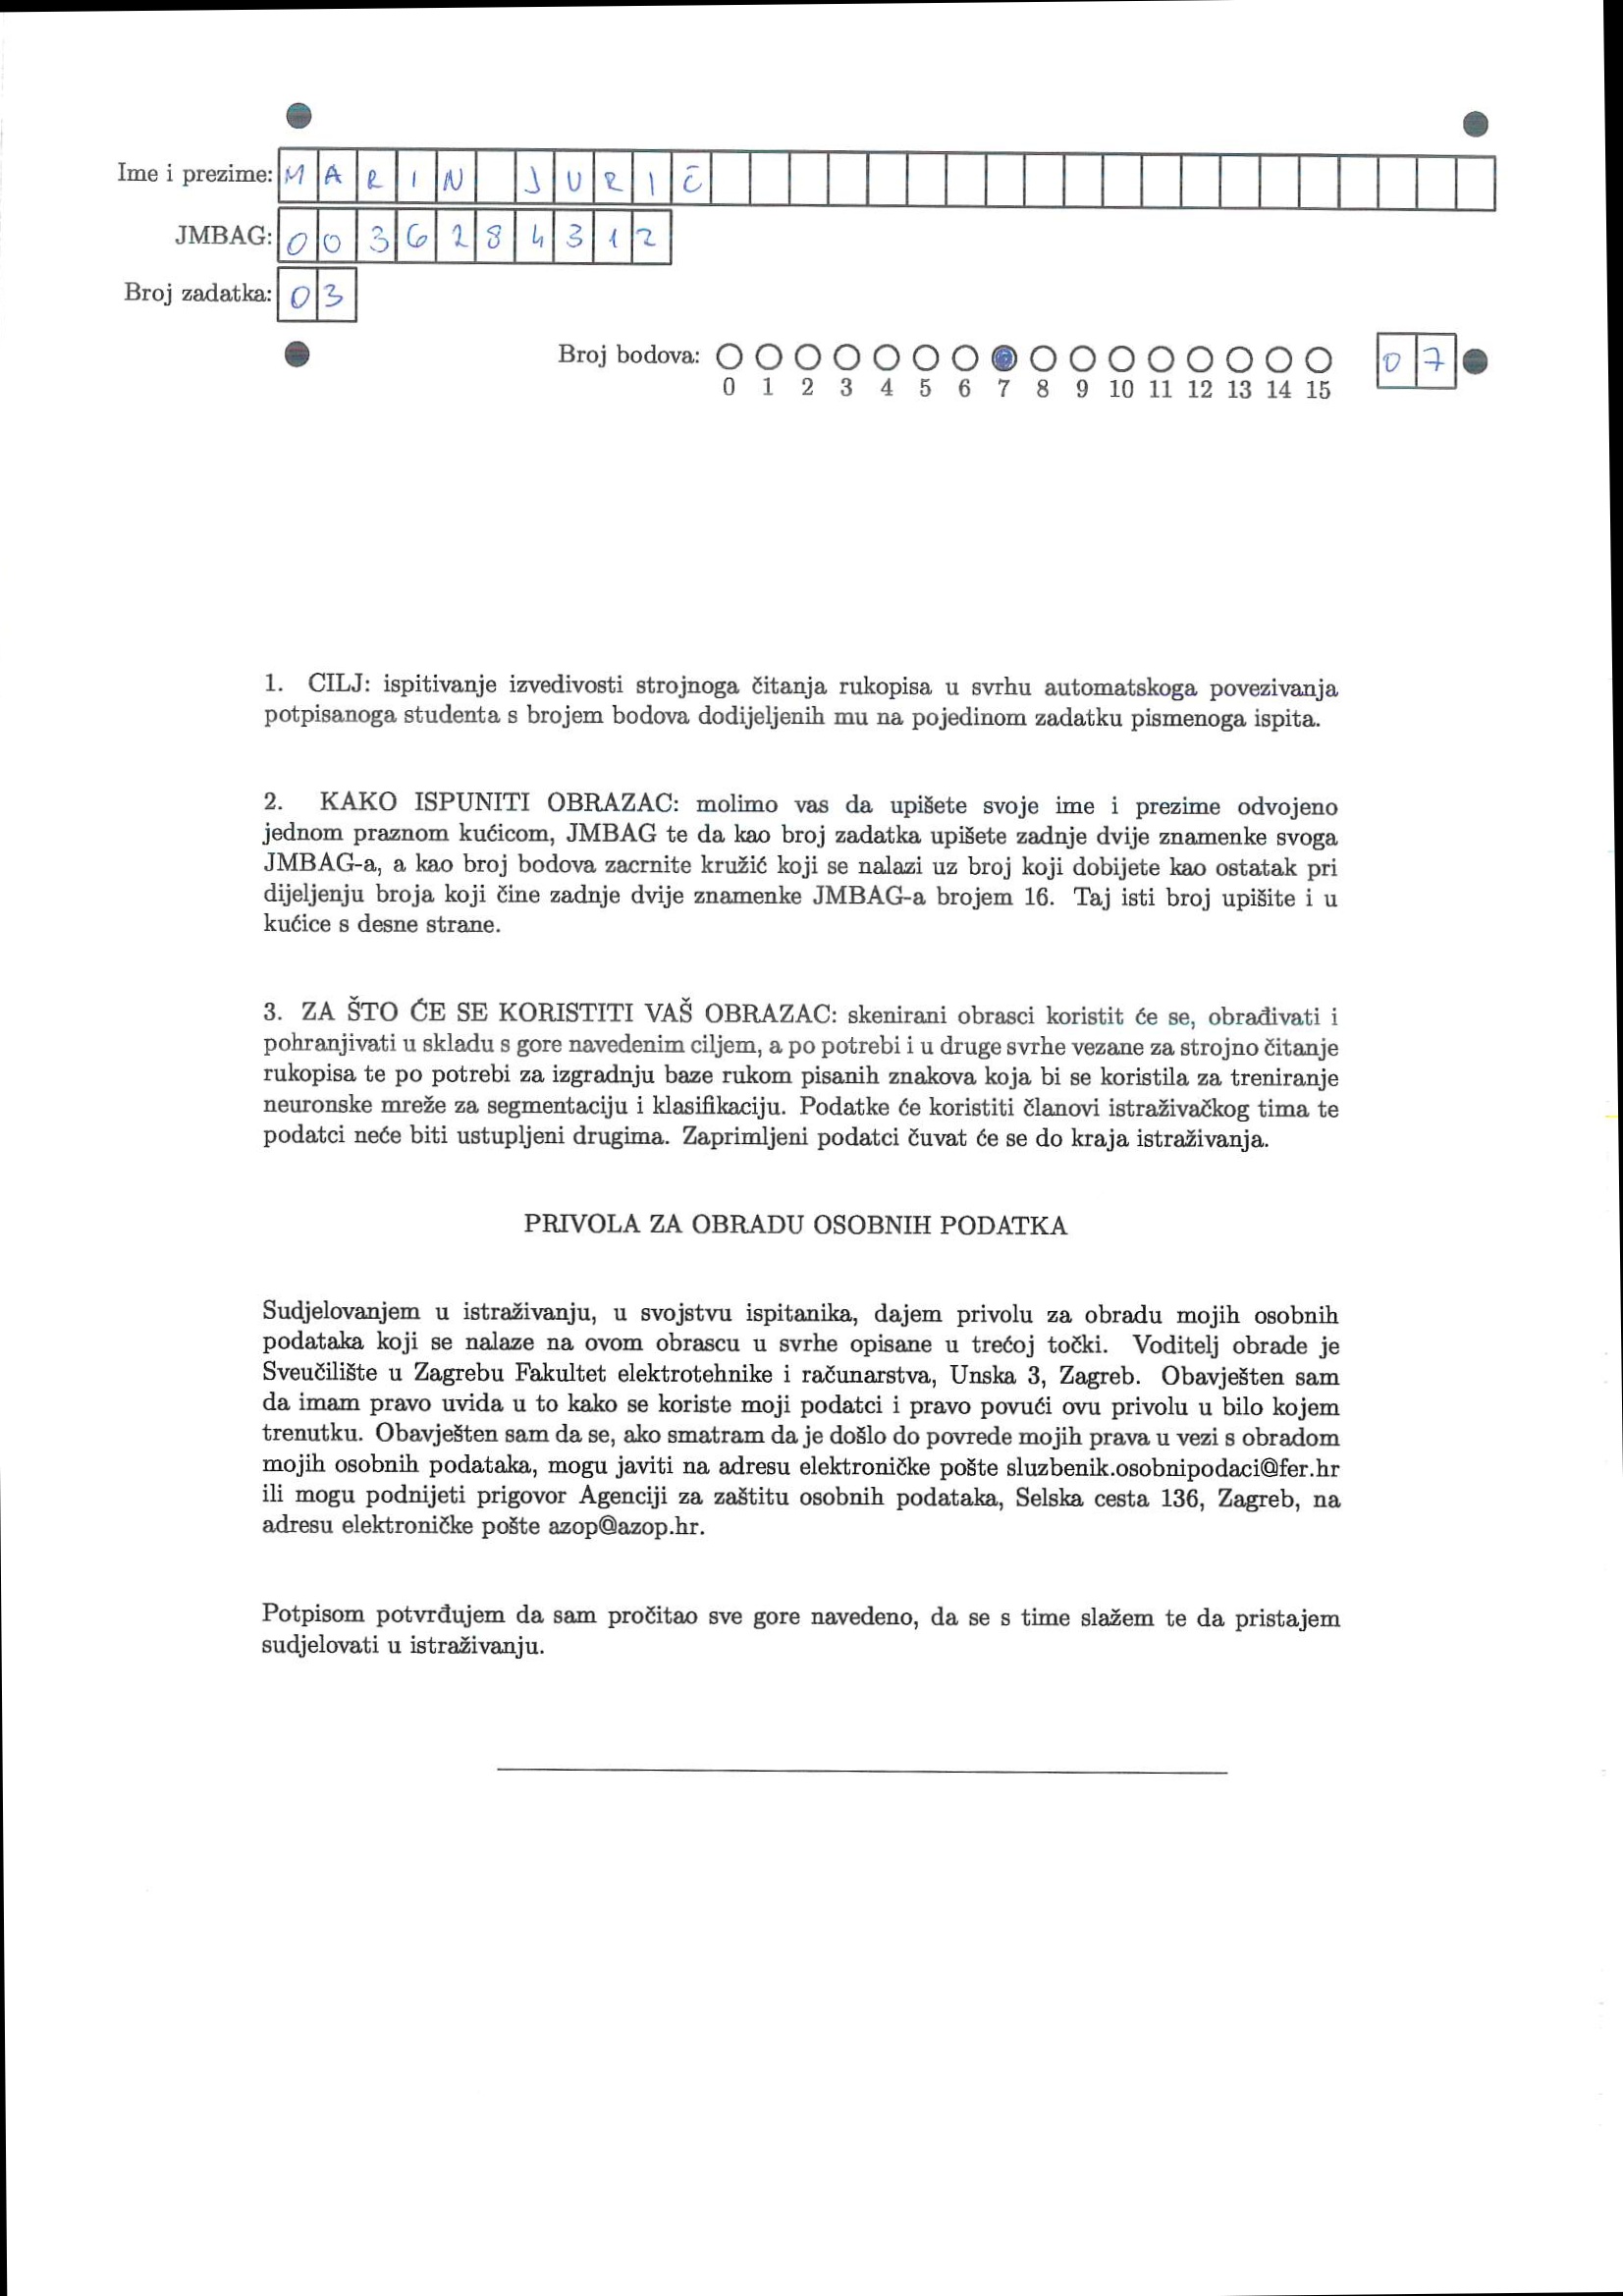 Ime i prezime: MARIN JURIĆ
JMBAG: 0036284312
Broj zadatka: 03
Broj bodova: 07
0 1 2 3 4 5 6 7 8 9 10 11 12 13 14 15
1. CILJ: ispitivanje izvedivosti strojnoga čitanja rukopisa u svrhu automatskoga povezivanja
potpisanoga studenta s brojem bodova dodijeljenih mu na pojedinom zadatku pismenoga ispita.
2. KAKO ISPUNITI OBRAZAC: molimo vas da upišete svoje ime i prezime odvojeno
jednom praznom kućicom, JMBAG te da kao broj zadatka upišete zadnje dvije znamenke svoga
JMBAG-a, a kao broj bodova zacrnite kružić koji se nalazi uz broj koji dobijete kao ostatak pri
dijeljenju broja koji čine zadnje dvije znamenke JMBAG-a brojem 16. Taj isti broj upišite i u
kućice s desne strane.
3. ZA ŠTO ĆE SE KORISTITI VAŠ OBRAZAC: skenirani obrasci koristit će se, obrađivati i
pohranjivati u skladu s gore navedenim ciljem, a po potrebi i u druge svrhe vezane za strojno čitanje
rukopisa te po potrebi za izgradnju baze rukom pisanih znakova koja bi se koristila za treniranje
neuronske mreže za segmentaciju i klasifikaciju. Podatke će koristiti članovi istraživačkog tima te
podatci neće biti ustupljeni drugima. Zaprimljeni podatci čuvat će se do kraja istraživanja.
PRIVOLA ZA OBRADU OSOBNIH PODATKA
Sudjelovanjem u istraživanju, u svojstvu ispitanika, dajem privolu za obradu mojih osobnih
podataka koji se nalaze na ovom obrascu u svrhe opisane u trećoj točki. Voditelj obrade je
Sveučilište u Zagrebu Fakultet elektrotehnike i računarstva, Unska 3, Zagreb. Obavješten sam
da imam pravo uvida u to kako se koriste moji podatci i pravo povući ovu privolu u bilo kojem
trenutku. Obavješten sam da se, ako smatram da je došlo do povrede mojih prava u vezi s obradom
mojih osobnih podataka, mogu javiti na adresu elektroničke pošte sluzbenik.osobnipodaci@fer.hr
ili mogu podnijeti prigovor Agenciji za zaštitu osobnih podataka, Selska cesta 136, Zagreb, na
adresu elektroničke pošte azop@azop.hr.
Potpisom potvrđujem da sam pročitao sve gore navedeno, da se s time slažem te da pristajem
sudjelovati u istraživanju.